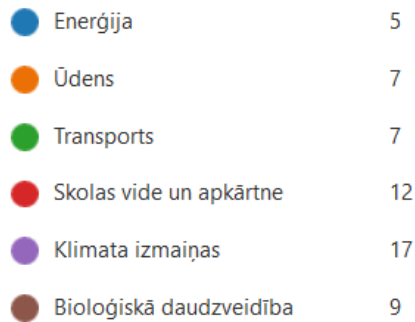 Enerģija 5
Ūdens 7
Transports 7
Skolas vide un apkārtne 12
Klimata izmaiņas 17
Bioloģiskā daudzveidība 9